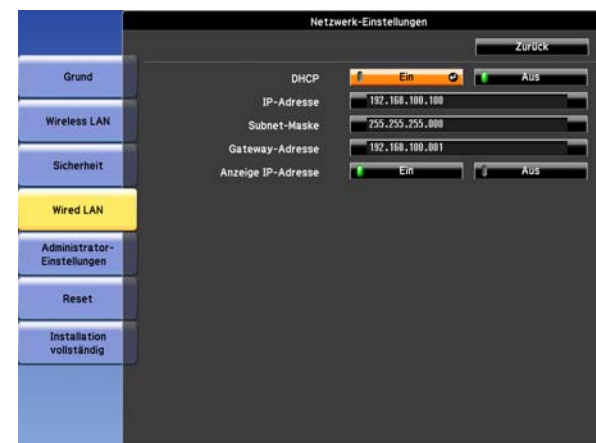 Netzwerk-Einstellungen
Zurück
Grund
Wireless LAN
Sicherheit
Wired LAN
Administrator-
Einstellungen
Reset
Installation
vollständig
DHCP Ein Aus
IP-Adresse 192.168.100.100
Subnet-Maske 255.255.255.000
Gateway-Adresse 192.168.100.001
Anzeige IP-Adresse Ein Aus